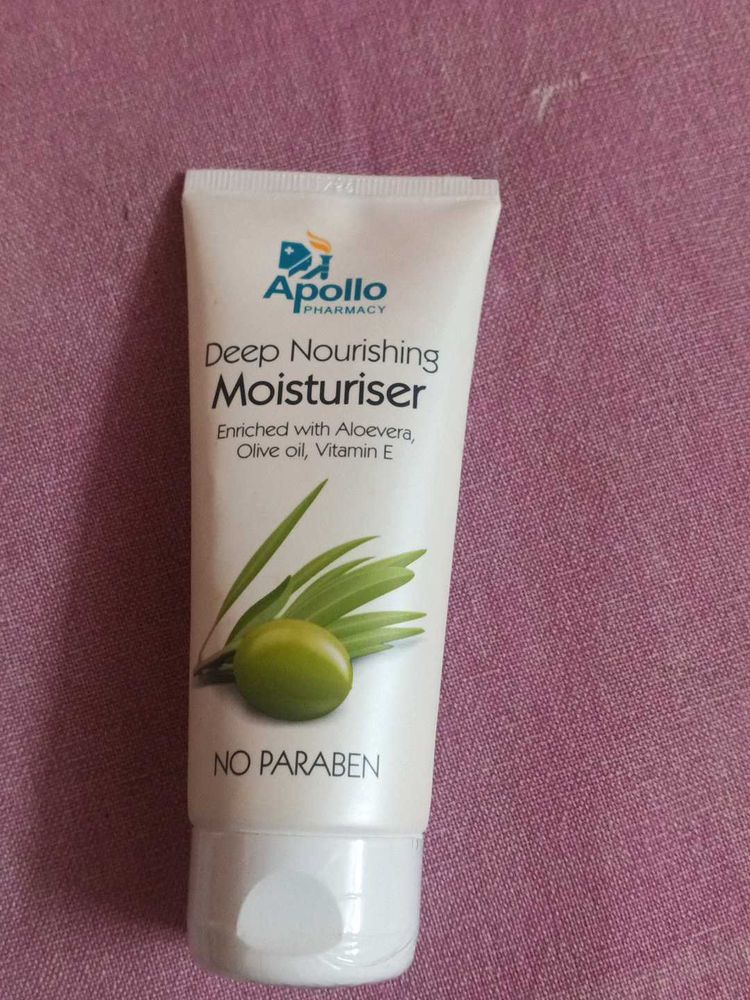 Apollo
PHARMACY
Deep Nourishing
Moisturiser
Enriched with Aloevera,
Olive oil, Vitamin E
NO PARABEN